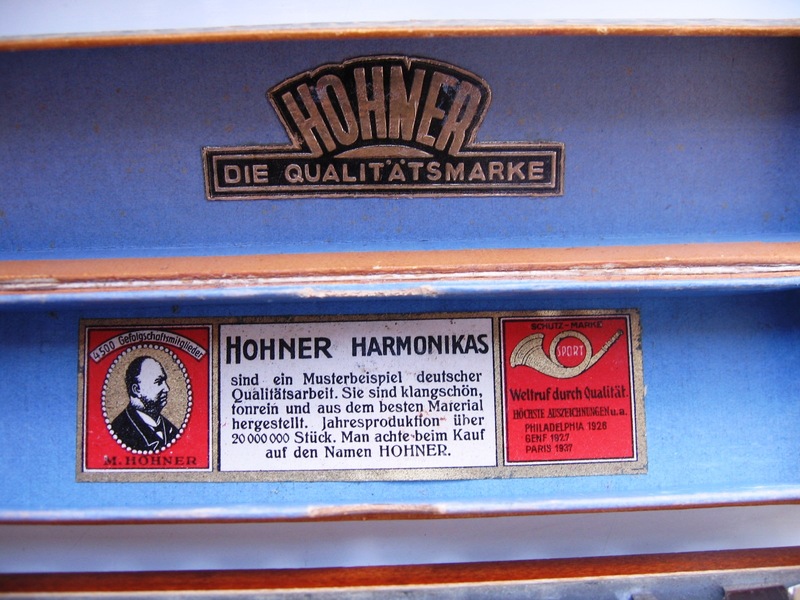 HOHNER
DIE QUALITÄTSMARKE
4500 Gefolgschaftsmitglieder
M. HOHNER
HOHNER HARMONIKAS
sind ein Musterbeispiel deutscher
Qualitätsarbeit. Sie sind klangschön,
tonrein und aus dem besten Material
hergestellt. Jahresproduktion über
20 000 000 Stück. Man achte beim Kauf
auf den Namen HOHNER.
SCHUTZ-MARKE
SPORT
Weltruf durch Qualität.
HÖCHSTE AUSZEICHNUNGEN u.a.
PHILADELPHIA 1926
GENF 1927
PARIS 1937